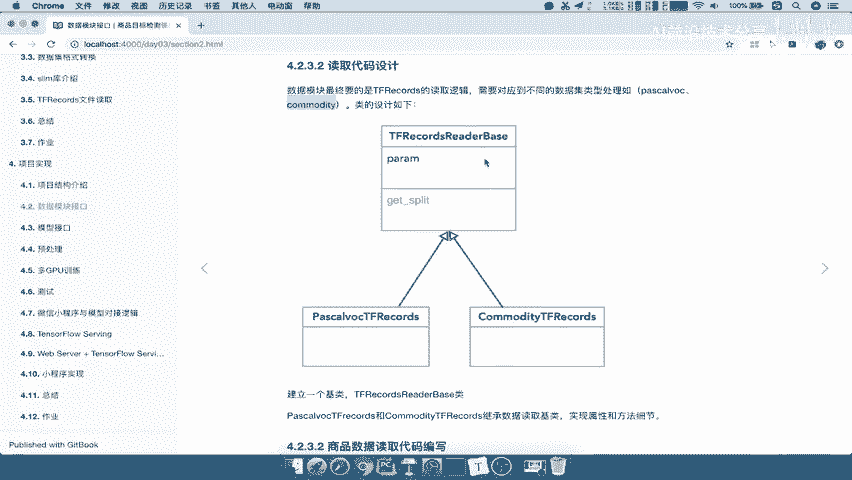 Chrome 文件 修改 视图 历史记录 书签 其他人 电动窗 帮助
100%
数据模块接口 | 商品目标检测
localhost:4000/day03/section2.html
3.3. 数据集格式转换
3.4. slim库介绍
3.5. TFRecords文件读取
3.6. 总结
3.7. 作业
4. 项目实现
4.1. 项目结构介绍
4.2. 数据模块接口
4.3. 模型接口
4.4. 预处理
4.5. 多GPU训练
4.6. 测试
4.7. 微信小程序与模型对接逻辑
4.8. TensorFlow Serving
4.9. Web Server + TensorFlow Servi...
4.10. 小程序实现
4.11. 总结
4.12. 作业
Published with GitBook
4.2.3.2 读取代码设计
数据模块最终要的是TFRecords的读取逻辑，需要对应到不同的数据集类型处理如（pascalvoc、
commodity）。类的设计如下：
TFRecordsReaderBase
param
get_split
PascalvocTFRecords
CommodityTFRecords
建立一个基类，TFRecordsReaderBase类
PascalvocTFrecords和CommodityTFRecords继承数据读取基类，实现属性和方法细节。
4.2.3.2 商品数据读取代码编写